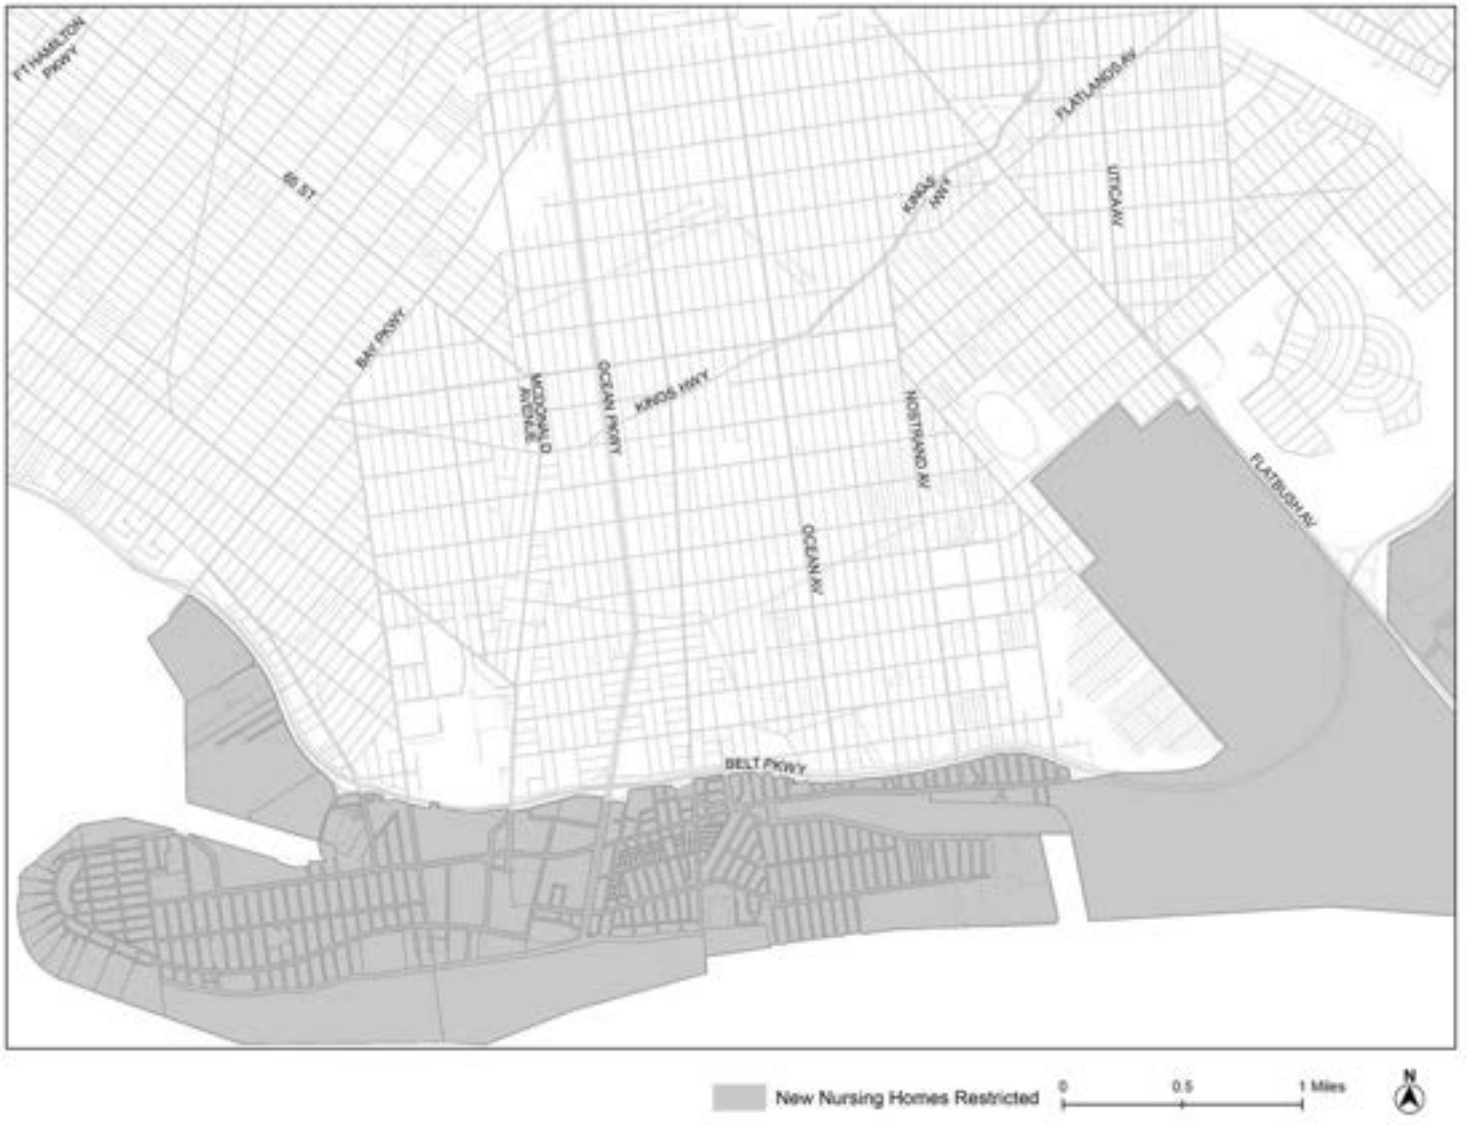 FT HAMILTON
PKWY
FLATLANDS AV
65 ST
KINGS
HWY
UTICA AV
BAY PKWY
MCDONALD
AVENUE
OCEAN PKWY
KINGS HWY
NOSTRAND AV
FLATBUSH AV
OCEAN AV
BELT PKWY
New Nursing Homes Restricted
0 0.5 1 Miles
N